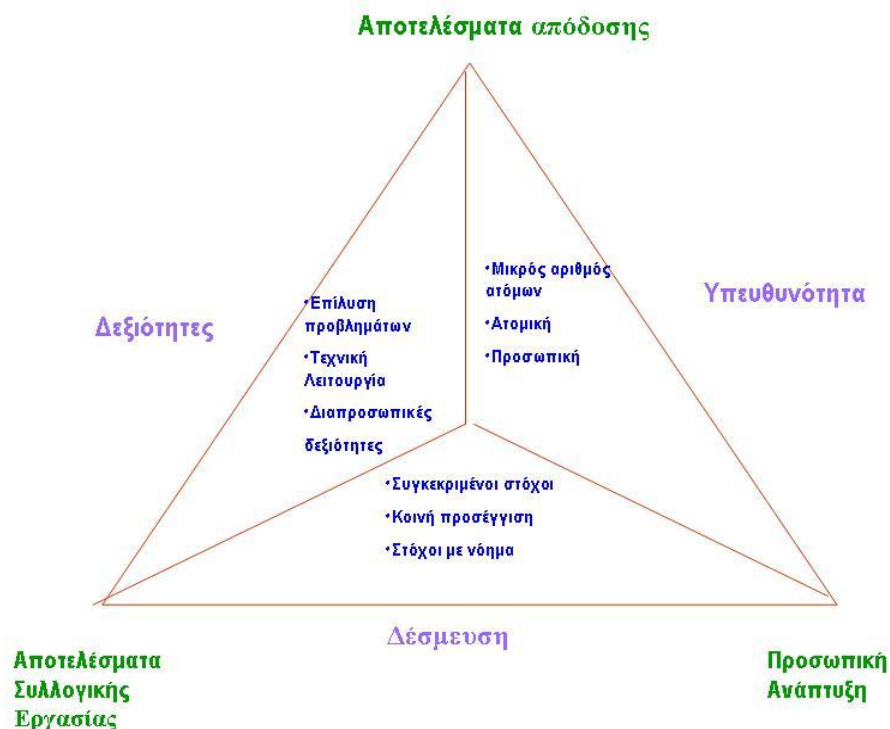 Αποτελέσματα απόδοσης
Δεξιότητες
Υπευθυνότητα
•Επίλυση
προβλημάτων
•Τεχνική
Λειτουργία
•Διαπροσωπικές
δεξιότητες
•Μικρός αριθμός
ατόμων
•Ατομική
•Προσωπική
•Συγκεκριμένοι στόχοι
•Κοινή προσέγγιση
•Στόχοι με νόημα
Δέσμευση
Αποτελέσματα
Συλλογικής
Εργασίας
Προσωπική
Ανάπτυξη